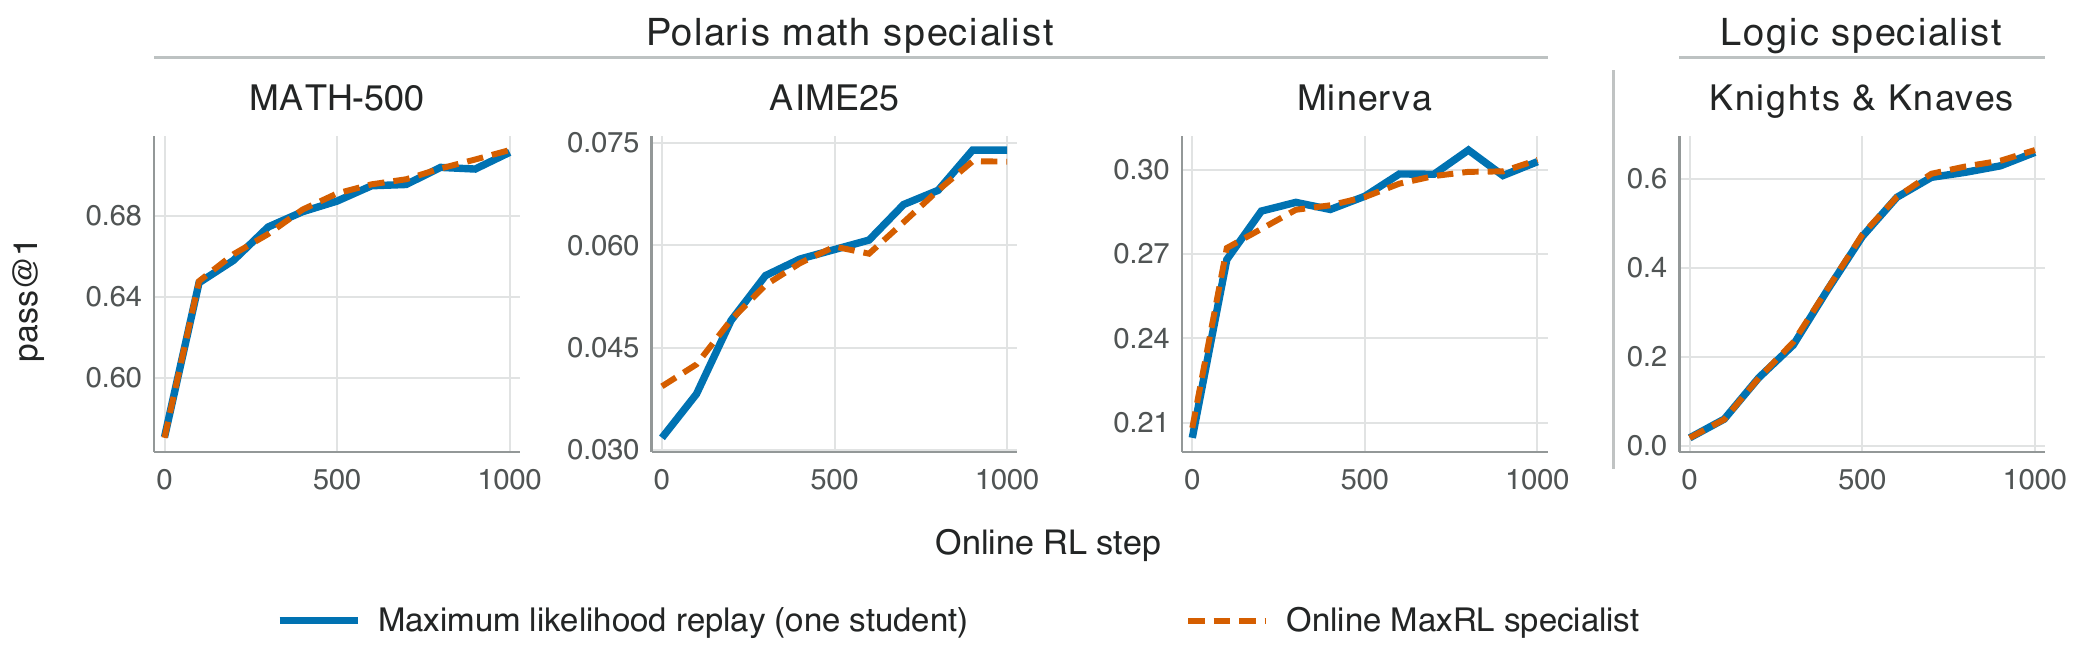 Polaris math specialist
Logic specialist
MATH-500
AIME25
Minerva
Knights & Knaves
pass@1
0.68
0.64
0.60
0
500
1000
0.075
0.060
0.045
0.030
0
500
1000
0.30
0.27
0.24
0.21
0
500
1000
0.6
0.4
0.2
0.0
0
500
1000
Online RL step
Maximum likelihood replay (one student)
Online MaxRL specialist